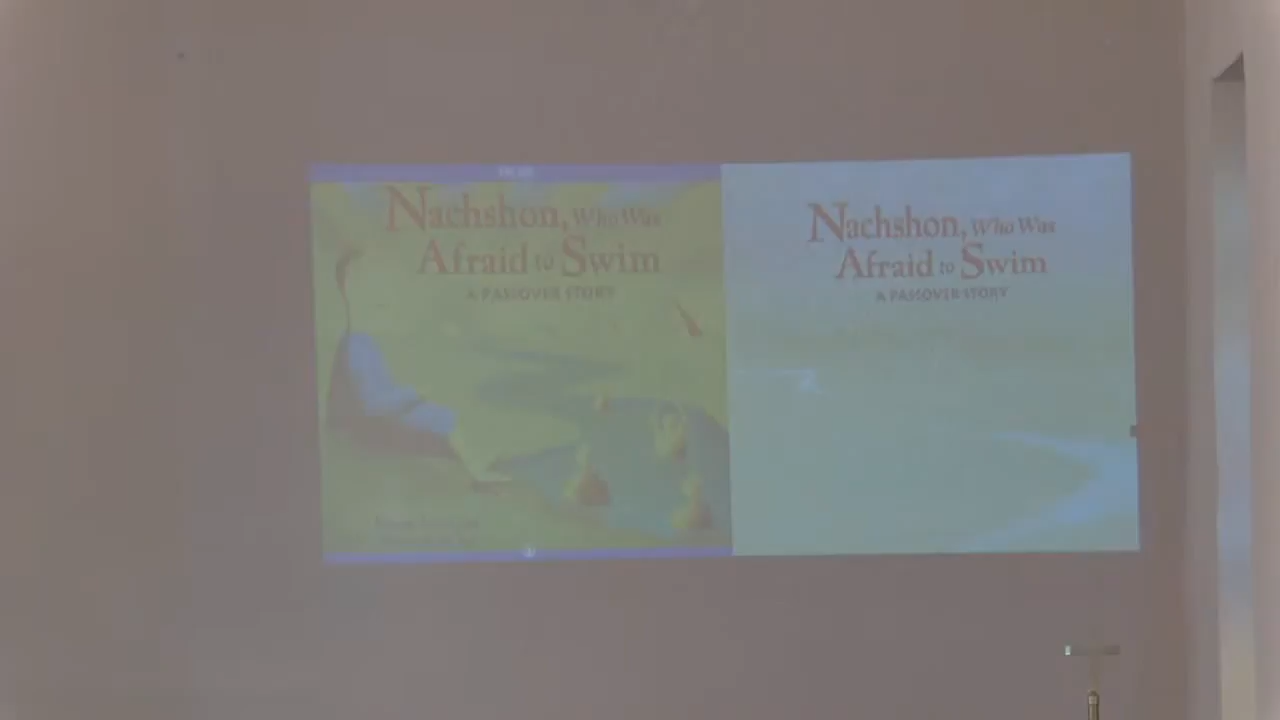 Nachshon, Who Was
Afraid to Swim
A PASSOVER STORY
Nachshon, Who Was
Afraid to Swim
A PASSOVER STORY